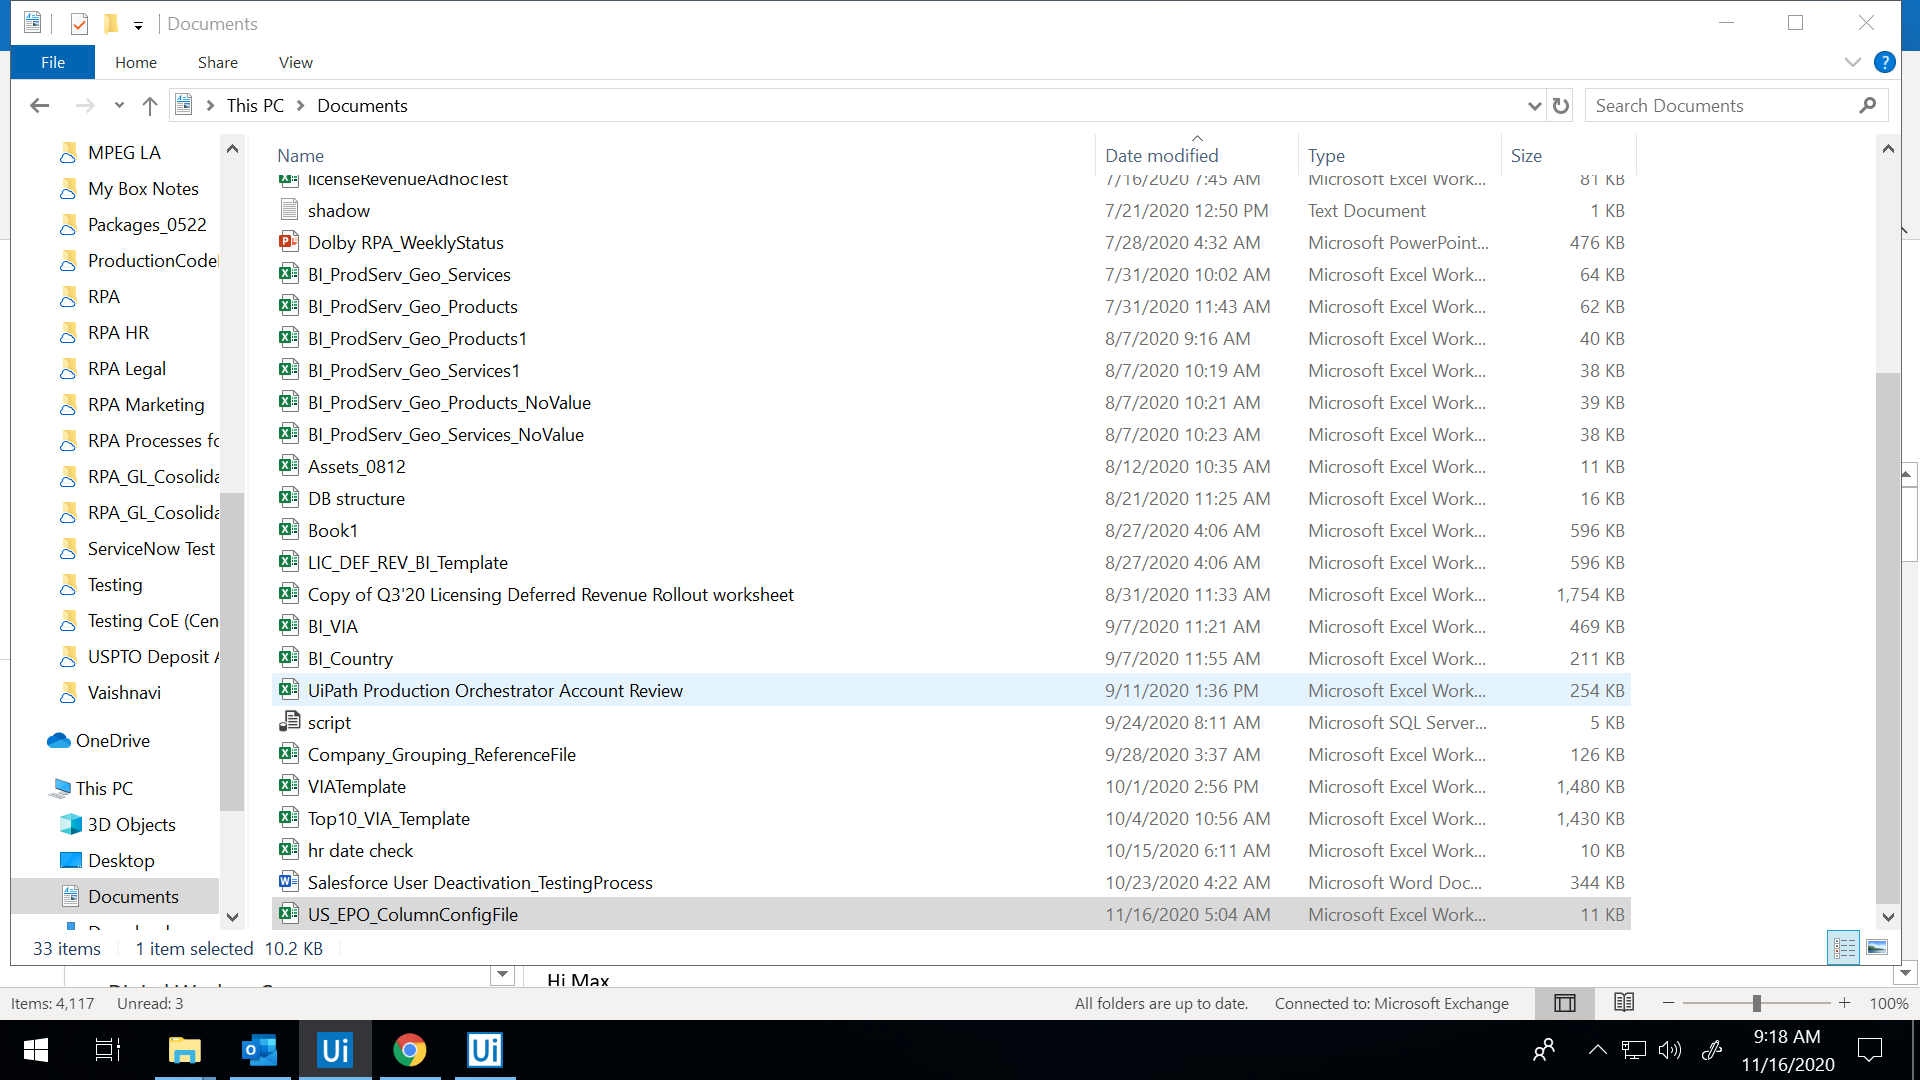 Documents
File Home Share View
This PC Documents
Search Documents
Name Date modified Type Size
MPEG LA
My Box Notes
Packages_0522
ProductionCode
RPA
RPA HR
RPA Legal
RPA Marketing
RPA Processes fo
RPA_GL_Cosolida
RPA_GL_Cosolida
ServiceNow Test
Testing
Testing CoE (Cen
USPTO Deposit A
Vaishnavi
OneDrive
This PC
3D Objects
Desktop
Documents
licenseRevenueAdhocTest 7/16/2020 7:45 AM Microsoft Excel Work... 81 KB
shadow 7/21/2020 12:50 PM Text Document 1 KB
Dolby RPA_WeeklyStatus 7/28/2020 4:32 AM Microsoft PowerPoint... 476 KB
BI_ProdServ_Geo_Services 7/31/2020 10:02 AM Microsoft Excel Work... 64 KB
BI_ProdServ_Geo_Products 7/31/2020 11:43 AM Microsoft Excel Work... 62 KB
BI_ProdServ_Geo_Products1 8/7/2020 9:16 AM Microsoft Excel Work... 40 KB
BI_ProdServ_Geo_Services1 8/7/2020 10:19 AM Microsoft Excel Work... 38 KB
BI_ProdServ_Geo_Products_NoValue 8/7/2020 10:21 AM Microsoft Excel Work... 39 KB
BI_ProdServ_Geo_Services_NoValue 8/7/2020 10:23 AM Microsoft Excel Work... 38 KB
Assets_0812 8/12/2020 10:35 AM Microsoft Excel Work... 11 KB
DB structure 8/21/2020 11:25 AM Microsoft Excel Work... 16 KB
Book1 8/27/2020 4:06 AM Microsoft Excel Work... 596 KB
LIC_DEF_REV_BI_Template 8/27/2020 4:06 AM Microsoft Excel Work... 596 KB
Copy of Q3'20 Licensing Deferred Revenue Rollout worksheet 8/31/2020 11:33 AM Microsoft Excel Work... 1,754 KB
BI_VIA 9/7/2020 11:21 AM Microsoft Excel Work... 469 KB
BI_Country 9/7/2020 11:55 AM Microsoft Excel Work... 211 KB
UiPath Production Orchestrator Account Review 9/11/2020 1:36 PM Microsoft Excel Work... 254 KB
script 9/24/2020 8:11 AM Microsoft SQL Server... 5 KB
Company_Grouping_ReferenceFile 9/28/2020 3:37 AM Microsoft Excel Work... 126 KB
VIATemplate 10/1/2020 2:56 PM Microsoft Excel Work... 1,480 KB
Top10_VIA_Template 10/4/2020 10:56 AM Microsoft Excel Work... 1,430 KB
hr date check 10/15/2020 6:11 AM Microsoft Excel Work... 10 KB
Salesforce User Deactivation_TestingProcess 10/23/2020 4:22 AM Microsoft Word Doc... 344 KB
US_EPO_ColumnConfigFile 11/16/2020 5:04 AM Microsoft Excel Work... 11 KB
33 items 1 item selected 10.2 KB
Hi Max
Items: 4,117 Unread: 3 All folders are up to date. Connected to: Microsoft Exchange 100%
Ui Ui
9:18 AM
11/16/2020